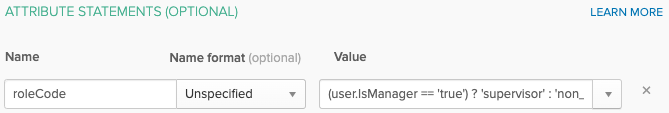 ATTRIBUTE STATEMENTS (OPTIONAL) LEARN MORE
Name Name format (optional) Value
roleCode Unspecified (user.IsManager == 'true') ? 'supervisor' : 'non_ ×